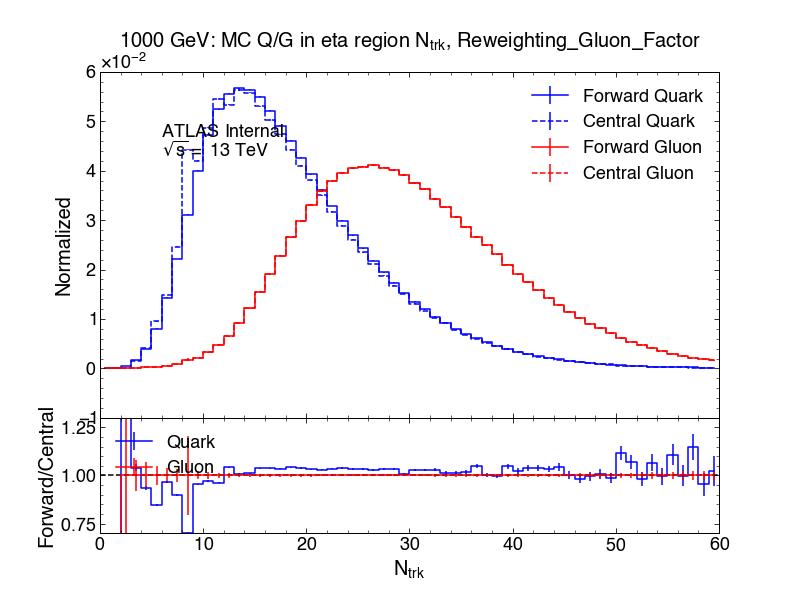 1000 GeV: MC Q/G in eta region Ntrk, Reweighting_Gluon_Factor
×10−2
6
5
4
3
2
1
0
−1
Normalized
ATLAS Internal
√s = 13 TeV
Forward Quark
Central Quark
Forward Gluon
Central Gluon
1.25
1.00
0.75
Forward/Central
Quark
Gluon
0 10 20 30 40 50 60
Ntrk